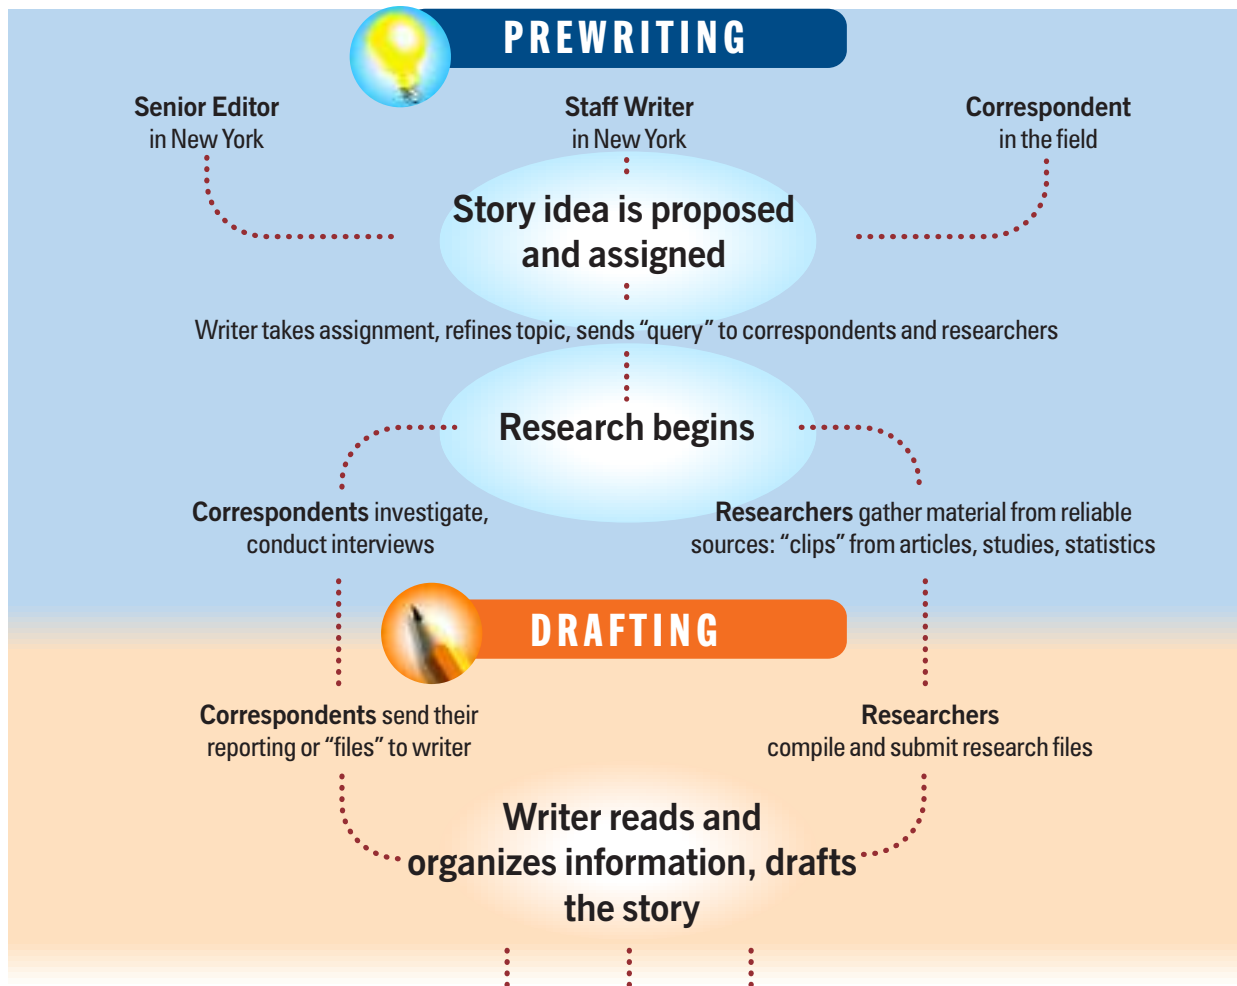 PREWRITING
Senior Editor
in New York
Staff Writer
in New York
Correspondent
in the field
Story idea is proposed
and assigned
Writer takes assignment, refines topic, sends “query” to correspondents and researchers
Research begins
Correspondents investigate,
conduct interviews
Researchers gather material from reliable
sources: “clips” from articles, studies, statistics
DRAFTING
Correspondents send their
reporting or “files” to writer
Researchers
compile and submit research files
Writer reads and
organizes information, drafts
the story